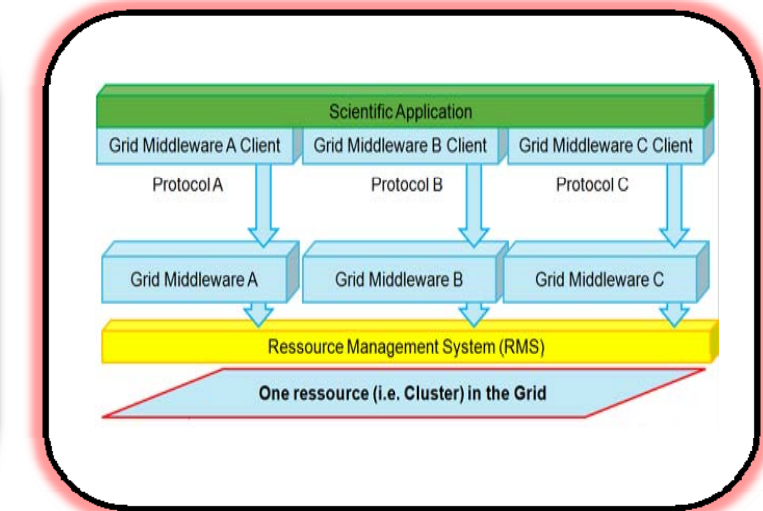 Scientific Application
Grid Middleware A Client Grid Middleware B Client Grid Middleware C Client
Protocol A Protocol B Protocol C
Grid Middleware A Grid Middleware B Grid Middleware C
Ressource Management System (RMS)
One ressource (i.e. Cluster) in the Grid